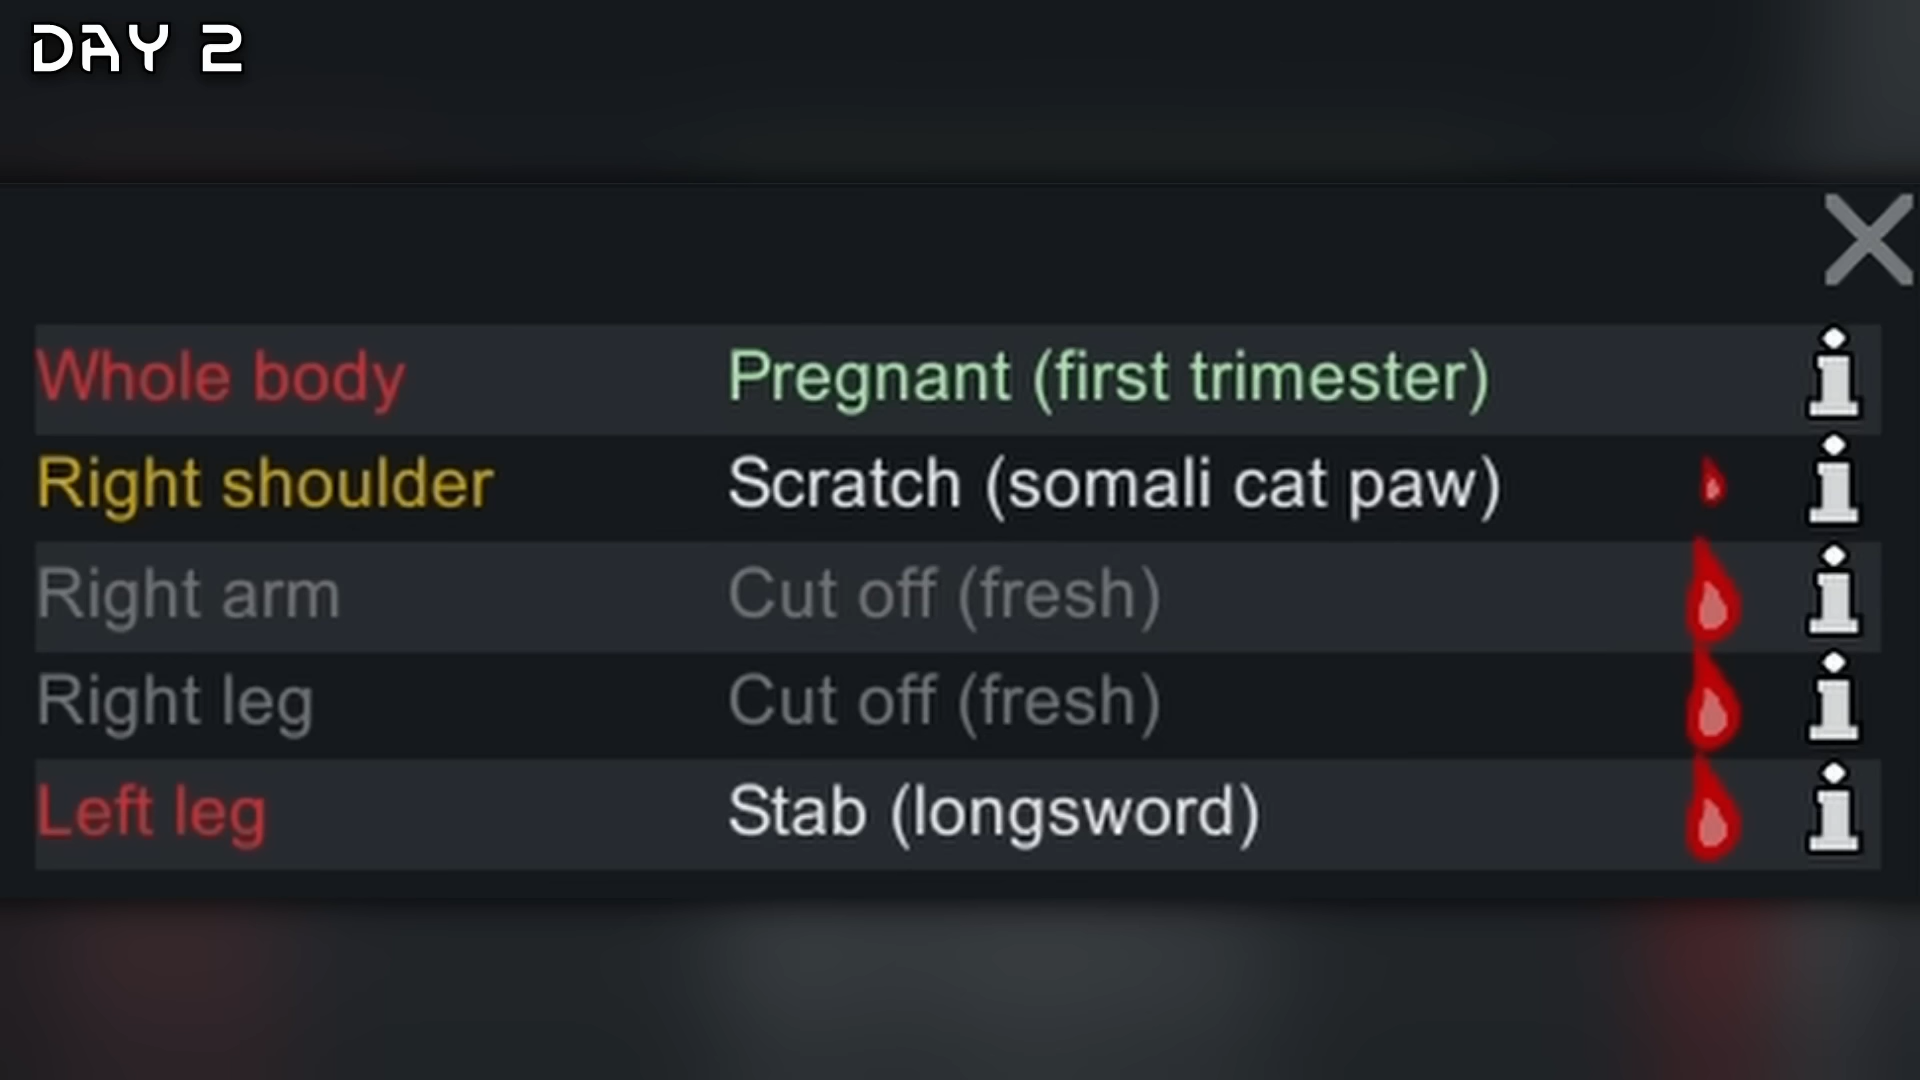 DAY 2
Whole body Pregnant (first trimester)
Right shoulder Scratch (somali cat paw)
Right arm Cut off (fresh)
Right leg Cut off (fresh)
Left leg Stab (longsword)